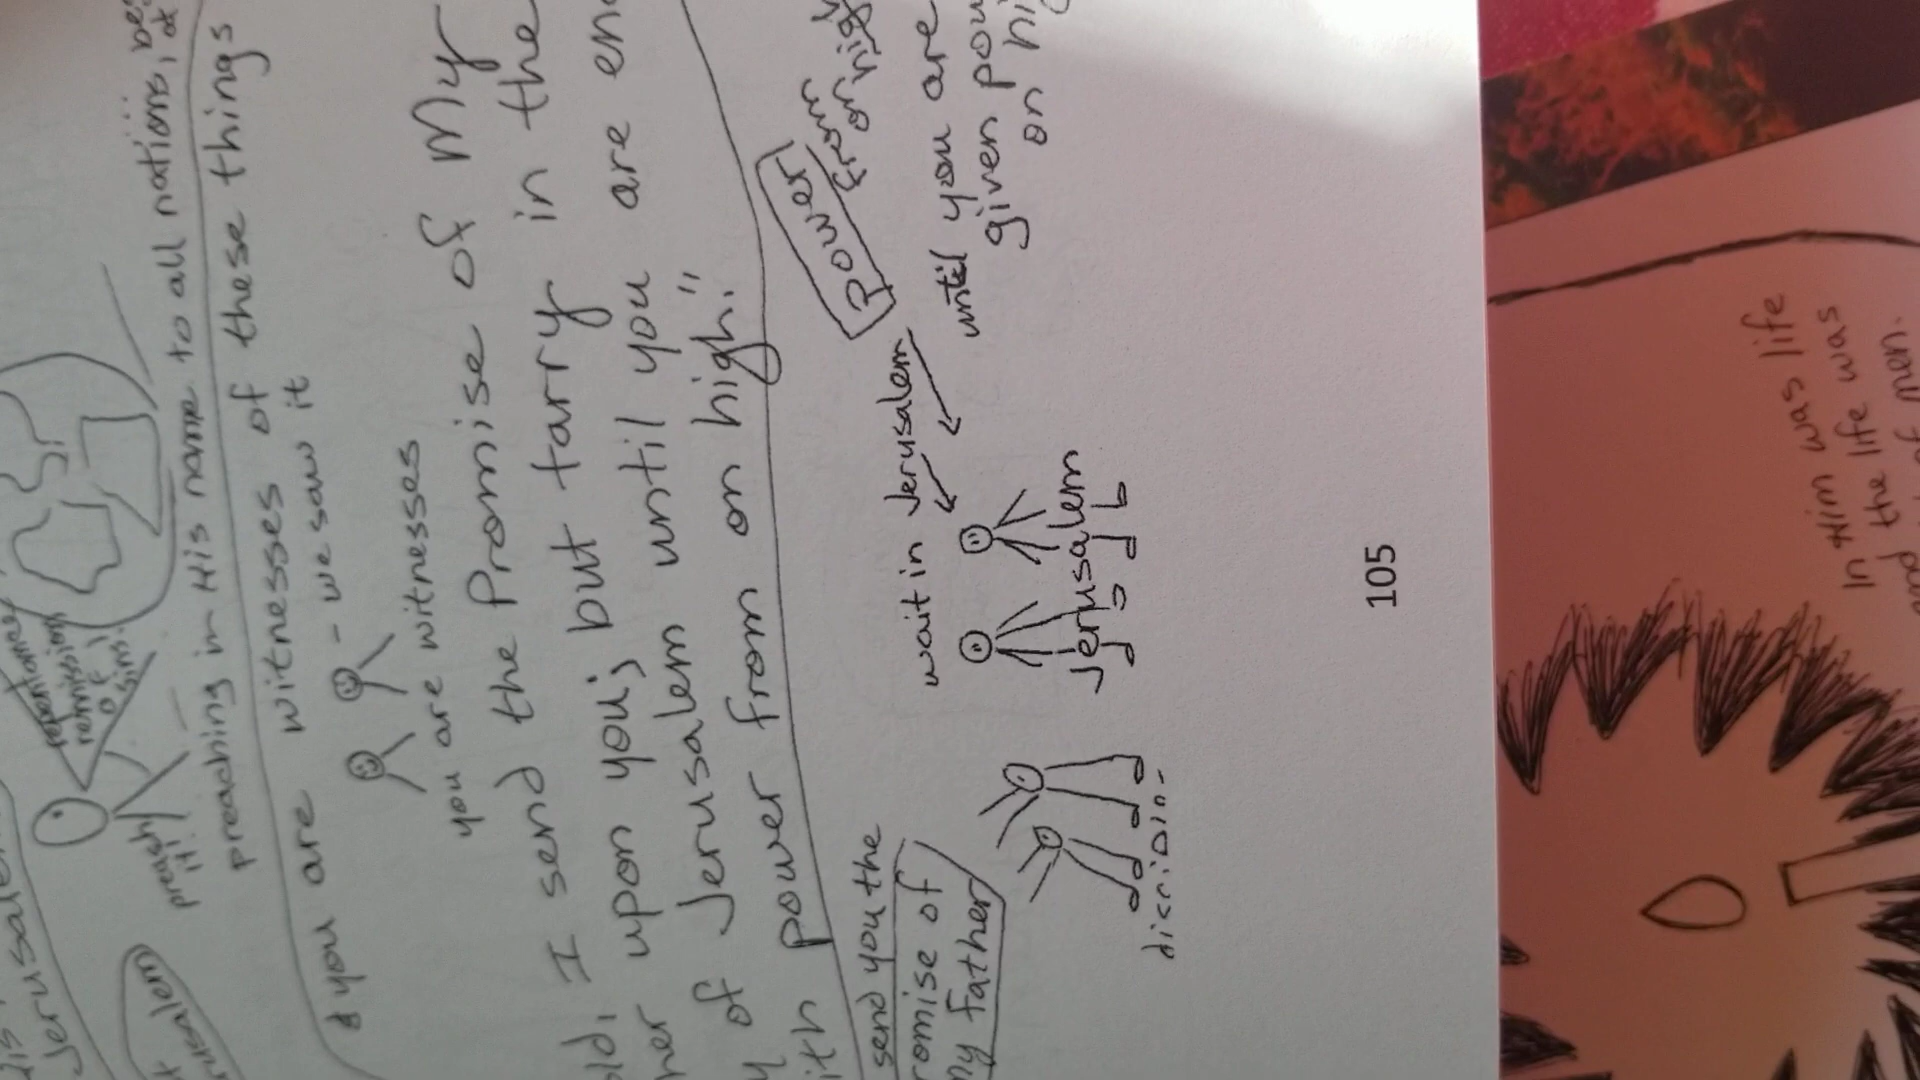 Jerusalem
repentance
remission
of
sins.
preach
it!
preaching in His name to all nations,
& you are witnesses of these things
- we saw it
you are witnesses
I send the Promise of My
upon you; but tarry in the
of Jerusalem until you are
power from on high."
send you the
Promise of
my Father
disciples
wait in Jerusalem
Jerusalem
power
from
on high
until you are
given
on
105
In Him was life
and the life was
of men.